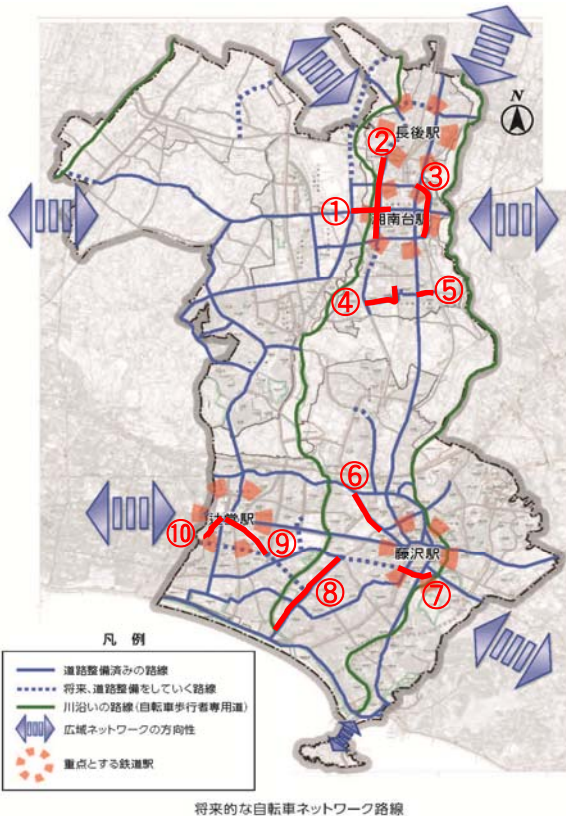 N
長後駅
②
③
①
湘南台駅
④
⑤
⑥
辻堂駅
⑩
⑨
藤沢駅
⑧
⑦
凡 例
道路整備済みの路線
将来、道路整備をしていく路線
川沿いの路線(自転車歩行者専用道)
広域ネットワークの方向性
重点とする鉄道駅
将来的な自転車ネットワーク路線